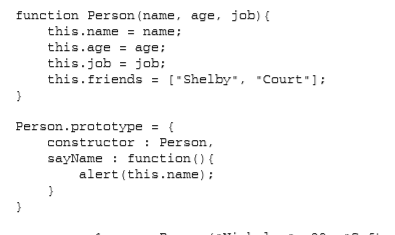 function Person(name, age, job){
    this.name = name;
    this.age = age;
    this.job = job;
    this.friends = ["Shelby", "Court"];
}

Person.prototype = {
    constructor : Person,
    sayName : function(){
        alert(this.name);
    }
}